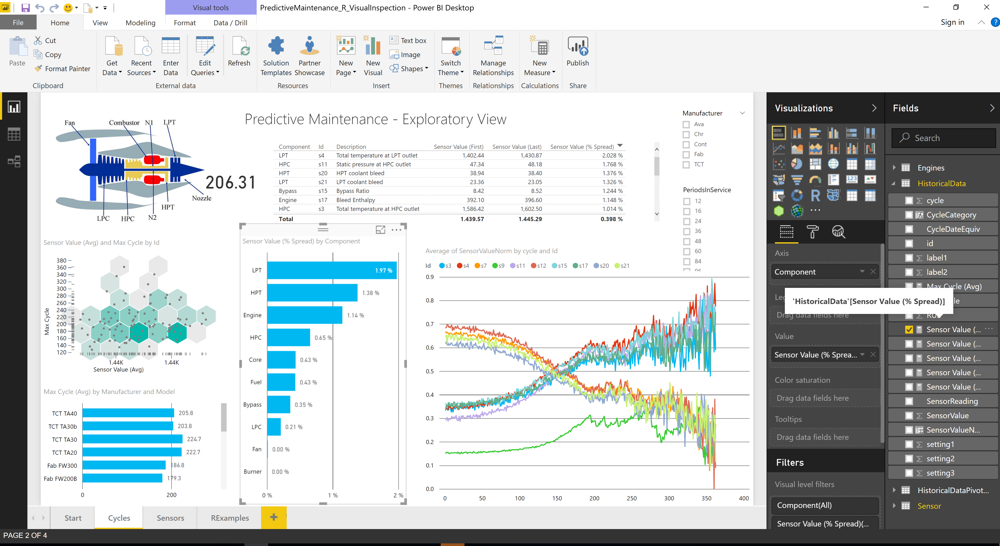 Visual tools
PredictiveMaintenance_R_VisualInspection - Power BI Desktop
File
Home
View
Modeling
Format
Data / Drill
Sign in
?
Paste
Cut
Copy
Format Painter
Clipboard
Get Data
Recent Sources
Enter Data
Edit Queries
Refresh
External data
Solution Templates
Partner Showcase
Resources
New Page
New Visual
Text box
Image
Shapes
Insert
Switch Theme
Themes
Manage Relationships
Relationships
New Measure
Calculations
Publish
Share
Fan
Combustor
N1
LPT
Nozzle
HPT
LPC
HPC
N2
206.31
Predictive Maintenance - Exploratory View
Component Id Description Sensor Value (First) Sensor Value (Last) Sensor Value (% Spread)
LPT s4 Total temperature at LPT outlet 1,402.44 1,430.87 2.028 %
HPC s11 Static pressure at HPC outlet 47.34 48.18 1.768 %
HPT s20 HPT coolant bleed 38.94 38.40 1.376 %
LPT s21 LPT coolant bleed 23.36 23.05 1.326 %
Bypass s15 Bypass Ratio 8.42 8.52 1.244 %
Engine s17 Bleed Enthalpy 392.10 396.60 1.148 %
HPC s3 Total temperature at HPC outlet 1,586.42 1,602.50 1.014 %
Total 1.439.57 1.445.29 0.398 %
Manufacturer
Ava
Chr
Cont
Fab
TCT
PeriodsInService
12
16
24
36
48
60
84
96
Sensor Value (Avg) and Max Cycle by Id
Max Cycle
380
360
340
320
300
280
260
240
220
200
180
160
140
120
1.44K 1.44K
Sensor Value (Avg)
Max Cycle (Avg) by Manufacturer and Model
TCT TA40 205.8
TCT TA30b 203.8
TCT TA30 224.7
TCT TA20 222.7
Fab FW300 186.8
Fab FW200B 179.3
0 200
Sensor Value (% Spread) by Component
LPT 1.97 %
HPT 1.38 %
Engine 1.14 %
HPC 0.65 %
Core 0.43 %
Fuel 0.43 %
Bypass 0.35 %
LPC 0.21 %
Fan 0.00 %
Burner 0.00 %
0 % 1 % 2 %
Average of SensorValueNorm by cycle and Id
Id s3 s4 s7 s9 s11 s12 s15 s17 s20 s21
0.9
0.8
0.7
0.6
0.5
0.4
0.3
0.2
0.1
0.0
0 50 100 150 200 250 300 350 400
Visualizations
123
R
...
Axis
Component
Leg
Drag data fields here
Value
Sensor Value (% Sprea...
Color saturation
Drag data fields here
Tooltips
Drag data fields here
Filters
Visual level filters
Component(All)
Sensor Value (% Spread)(...
Fields
Search
Engines
HistoricalData
cycle
CycleCategory
CycleDateEquiv
id
label1
label2
Max Cycle (Avg)
'HistoricalData'[Sensor Value (% Spread)]
Sensor Value (...
Sensor Value (...
Sensor Value (...
Sensor Value (...
Sensor Value (...
SensorReading
SensorValue
SensorValueN...
setting1
setting2
setting3
HistoricalDataPivot...
Sensor
Start
Cycles
Sensors
RExamples
+
PAGE 2 OF 4